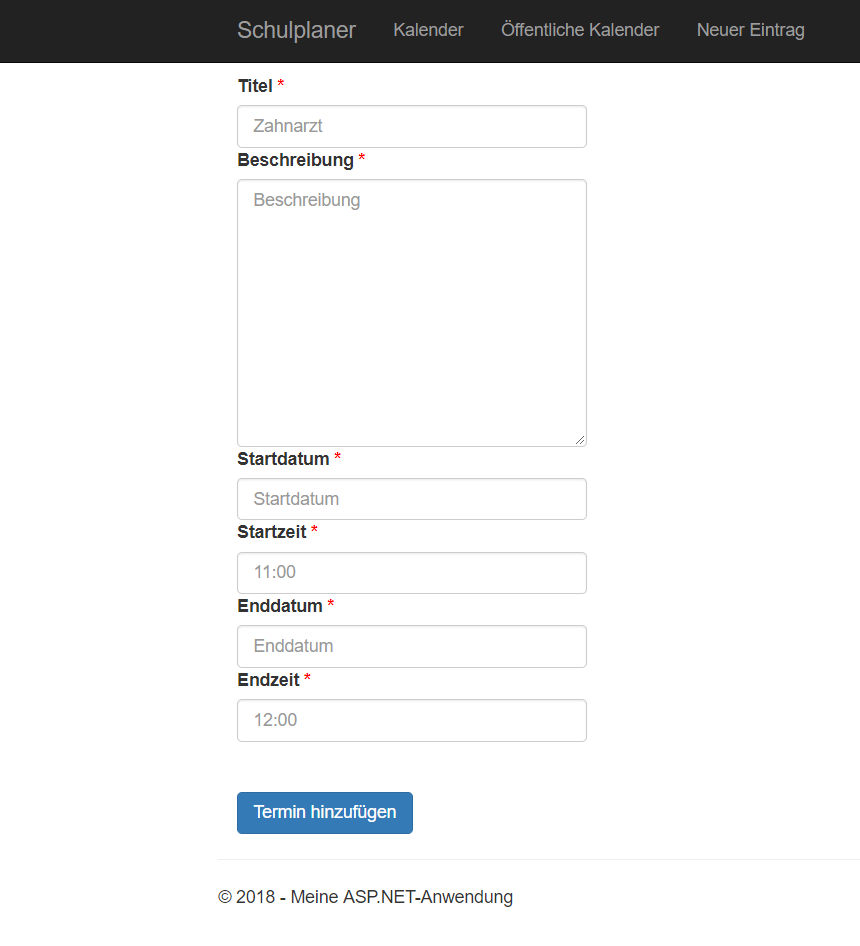 Schulplaner Kalender Öffentliche Kalender Neuer Eintrag
Titel *
Zahnarzt
Beschreibung *
Beschreibung
Startdatum *
Startdatum
Startzeit *
11:00
Enddatum *
Enddatum
Endzeit *
12:00
Termin hinzufügen
© 2018 - Meine ASP.NET-Anwendung